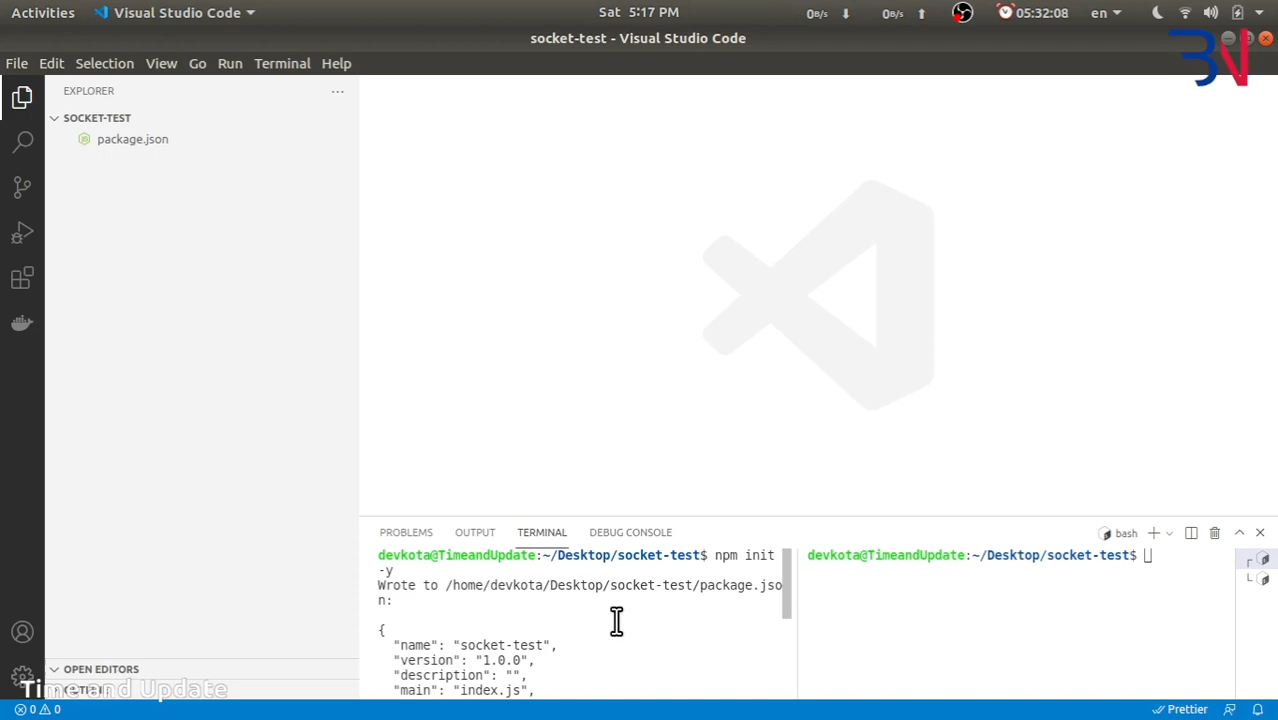 Activities
Visual Studio Code
Sat 5:17 PM
0B/s
0B/s
05:32:08
en
socket-test - Visual Studio Code
BN
File Edit Selection View Go Run Terminal Help
EXPLORER
SOCKET-TEST
package.json
PROBLEMS OUTPUT TERMINAL DEBUG CONSOLE
bash
devkota@TimeandUpdate:~/Desktop/socket-test$ npm init
-y
Wrote to /home/devkota/Desktop/socket-test/package.jso
n:
{
"name": "socket-test",
"version": "1.0.0",
"description": "",
"main": "index.js",
devkota@TimeandUpdate:~/Desktop/socket-test$
OPEN EDITORS
Time and Update
0 0
Prettier